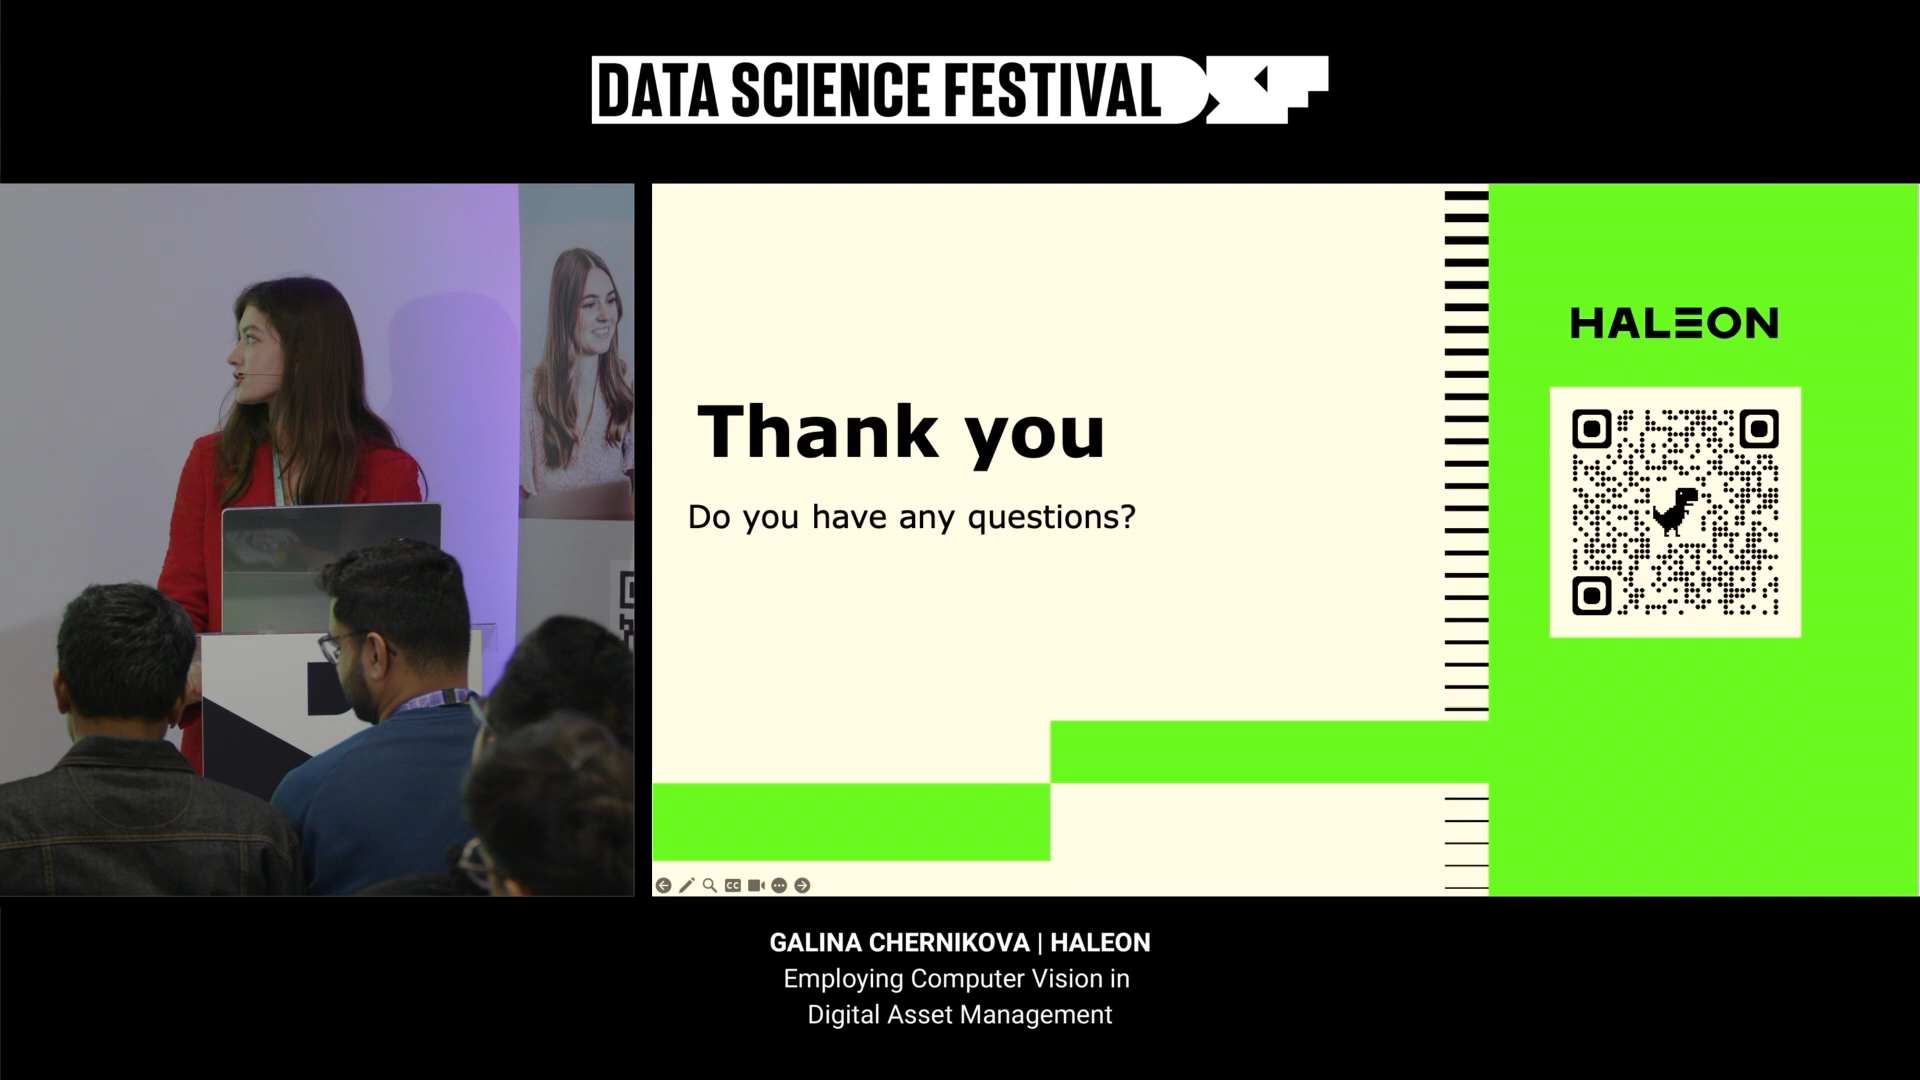 DATA SCIENCE FESTIVAL
HALEON
Thank you
Do you have any questions?
GALINA CHERNIKOVA | HALEON
Employing Computer Vision in
Digital Asset Management